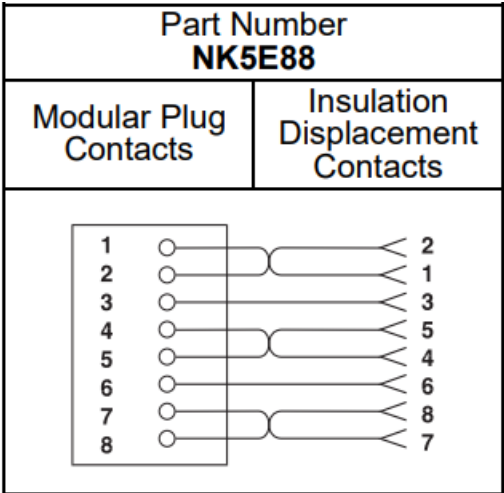 Part Number
NK5E88
Modular Plug
Contacts
Insulation
Displacement
Contacts
1 2
2 1
3 3
4 5
5 4
6 6
7 8
8 7